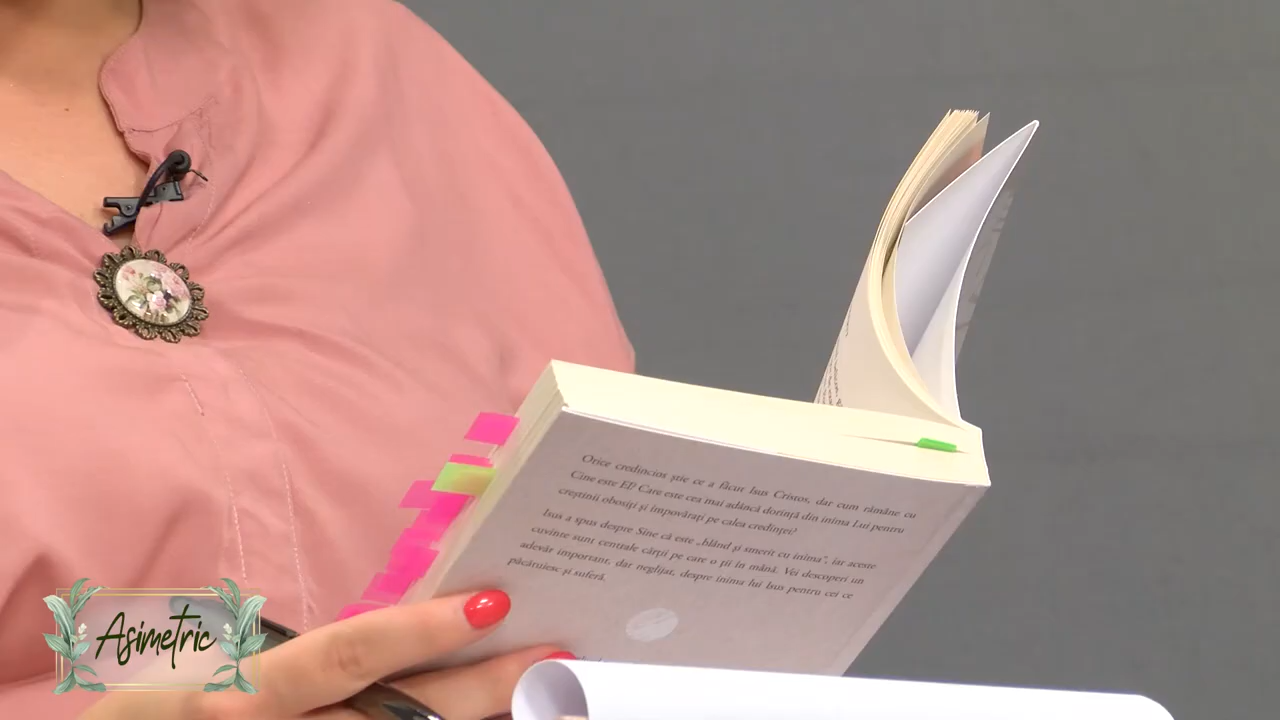 Orice credincios știe ce a făcut Isus Cristos, dar cum rămâne cu
Cine este El? Care este cea mai adâncă dorință din inima Lui pentru
creștinii obosiți și împovărați pe calea credinței?
Isus a spus despre Sine că este „blând și smerit cu inima”, iar aceste
cuvinte sunt centrale cărții pe care o ții în mână. Vei descoperi un
adevăr important, dar neglijat, despre inima lui Isus pentru cei ce
păcătuiesc și suferă.
Asimetric